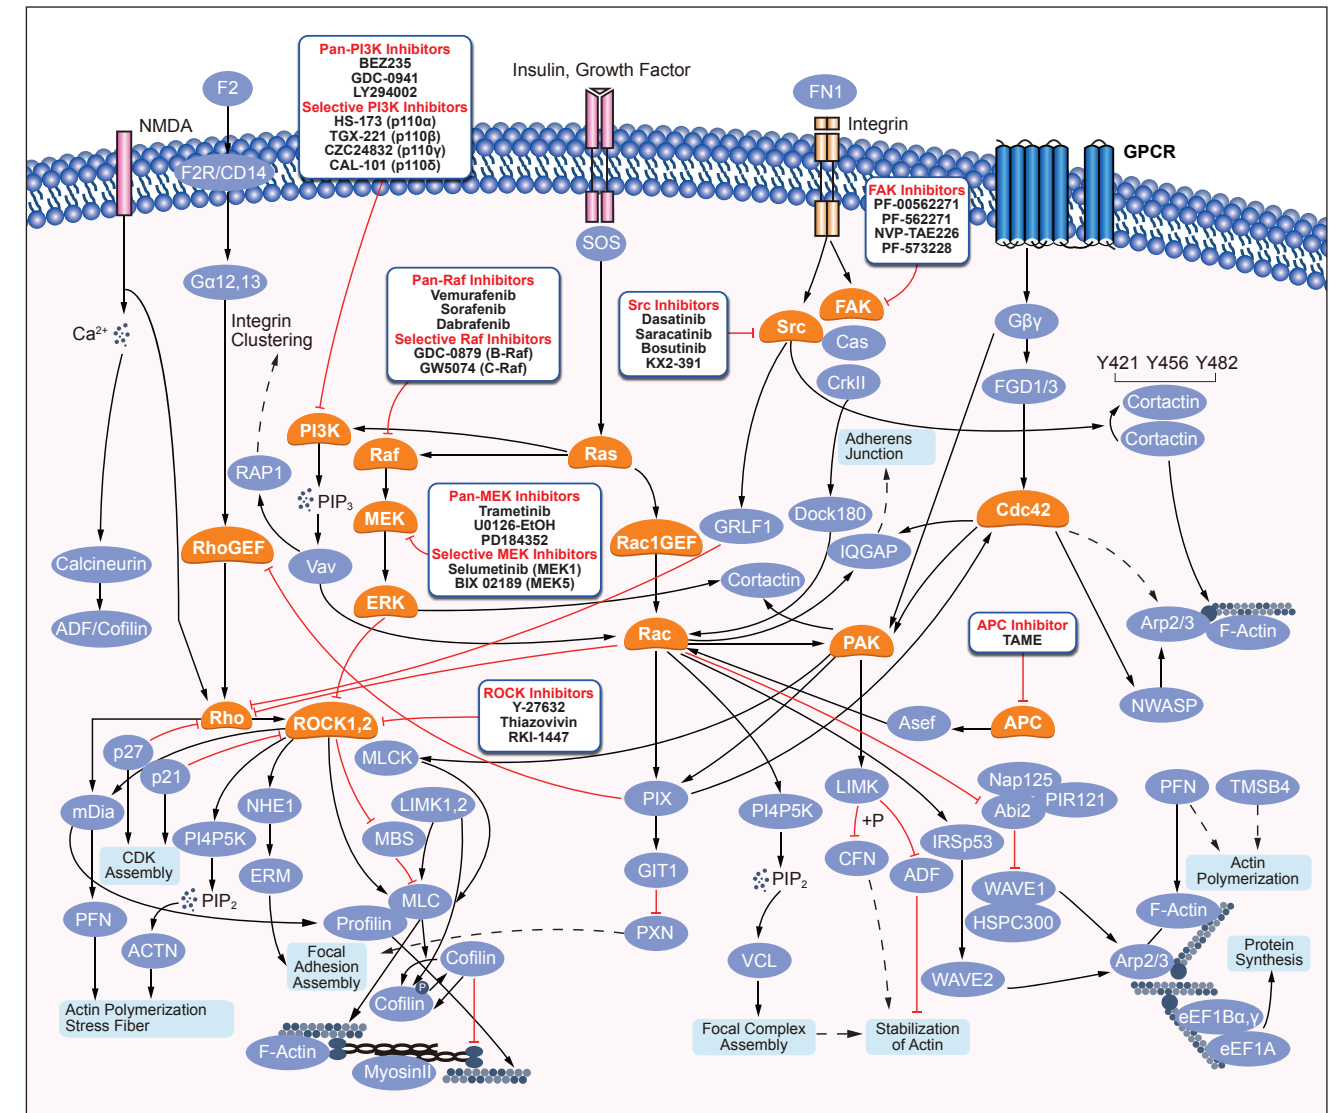 Pan-PI3K Inhibitors
BEZ235
GDC-0941
LY294002
Selective PI3K Inhibitors
HS-173 (p110α)
TGX-221 (p110β)
CZC24832 (p110γ)
CAL-101 (p110δ)
Insulin, Growth Factor
F2
FN1
NMDA
Integrin
GPCR
F2R/CD14
FAK Inhibitors
PF-00562271
PF-562271
NVP-TAE226
PF-573228
SOS
Gα12,13
Pan-Raf Inhibitors
Vemurafenib
Sorafenib
Dabrafenib
Selective Raf Inhibitors
GDC-0879 (B-Raf)
GW5074 (C-Raf)
Src Inhibitors
Dasatinib
Saracatinib
Bosutinib
KX2-391
FAK
Src
Cas
CrkII
Gβγ
FGD1/3
Ca2+
Integrin
Clustering
Y421 Y456 Y482
Cortactin
Cortactin
PI3K
Raf
Ras
Adherens
Junction
RAP1
PIP3
MEK
Pan-MEK Inhibitors
Trametinib
U0126-EtOH
PD184352
Selective MEK Inhibitors
Selumetinib (MEK1)
BIX 02189 (MEK5)
Rac1GEF
GRLF1
Dock180
IQGAP
Cdc42
RhoGEF
Calcineurin
Vav
Cortactin
ERK
ADF/Cofilin
Rac
PAK
APC Inhibitor
TAME
Arp2/3
F-Actin
NWASP
ROCK Inhibitors
Y-27632
Thiazovivin
RKI-1447
Rho
ROCK1,2
Asef
APC
p27
p21
MLCK
mDia
NHE1
LIMK1,2
PIX
PI4P5K
LIMK
+P
Nap125
PIR121
Abi2
PFN
TMSB4
PI4P5K
MBS
IRSp53
CFN
ADF
CDK
Assembly
ERM
GIT1
PIP2
WAVE1
HSPC300
Actin
Polymerization
PIP2
MLC
Profilin
PFN
ACTN
PXN
F-Actin
Focal
Adhesion
Assembly
Cofilin
P
Cofilin
VCL
WAVE2
Arp2/3
Protein
Synthesis
Actin Polymerization
Stress Fiber
Focal Complex
Assembly
Stabilization
of Actin
eEF1Bα,γ
eEF1A
F-Actin
MyosinII